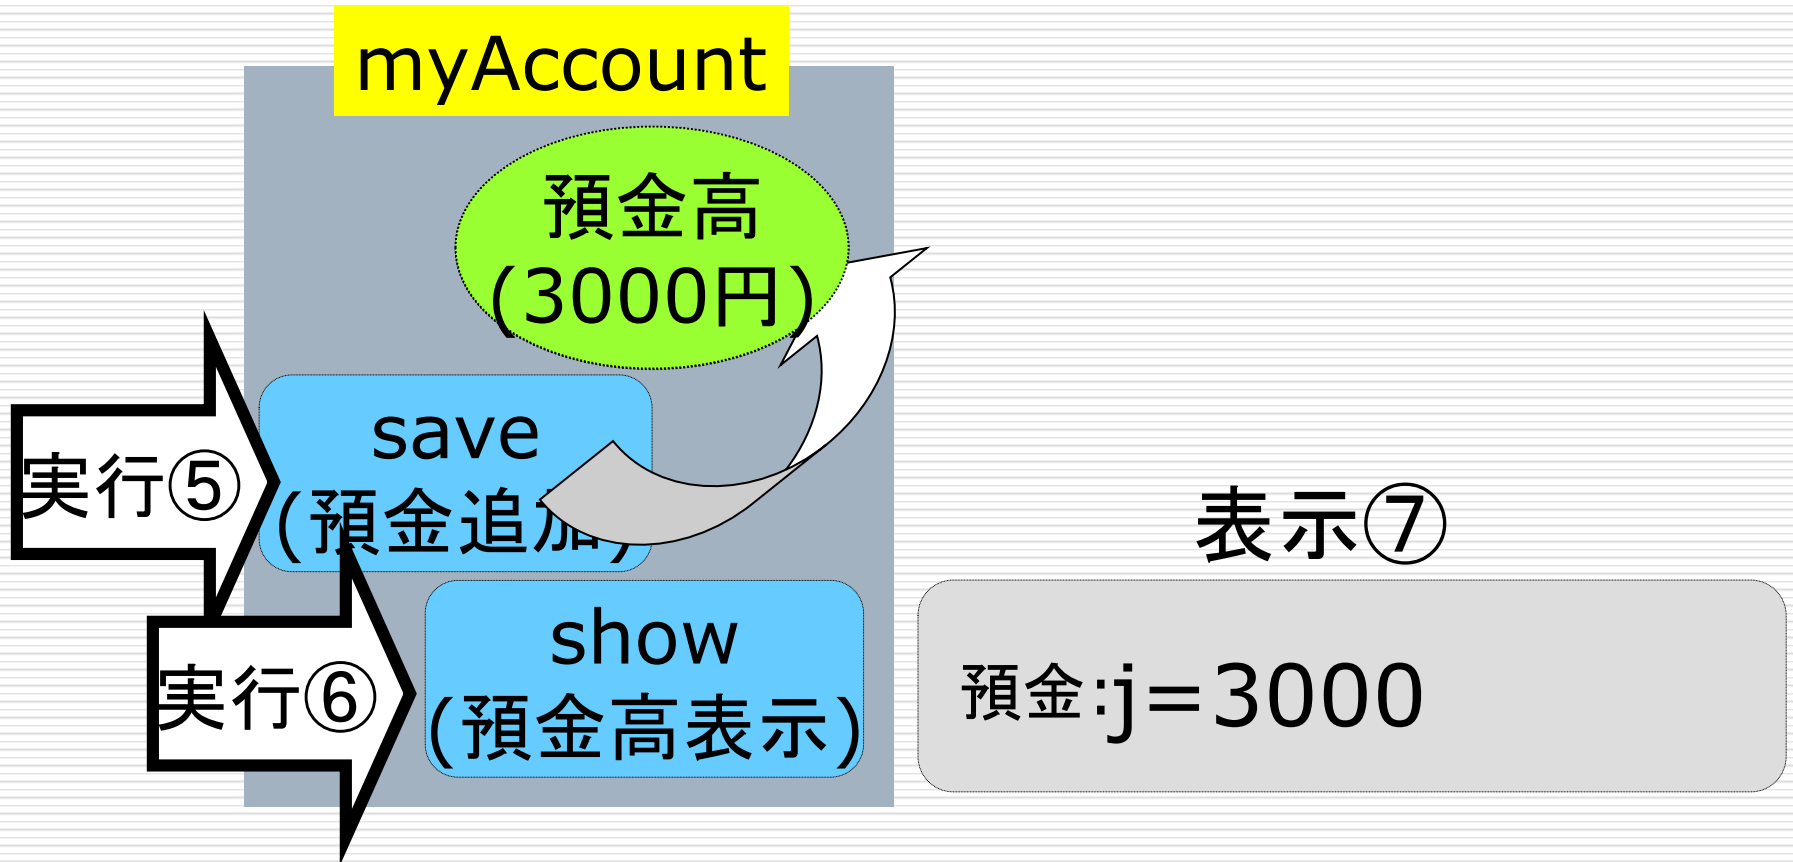 myAccount
預金高
(3000円)
実行⑤
save
(預金追加)
実行⑥
show
(預金高表示)
表示⑦
預金:j=3000